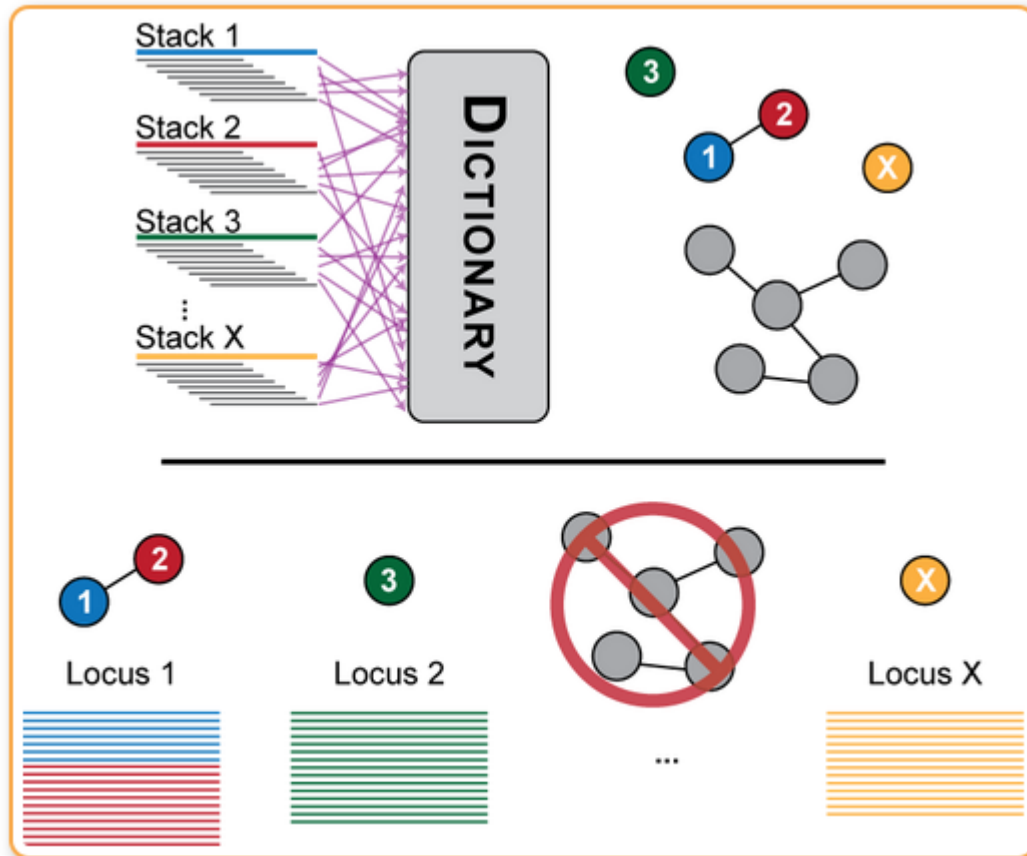 Stack 1
Stack 2
Stack 3
...
Stack X
DICTIONARY
3
2
1
X
2
1
3
X
Locus 1
Locus 2
Locus X
...